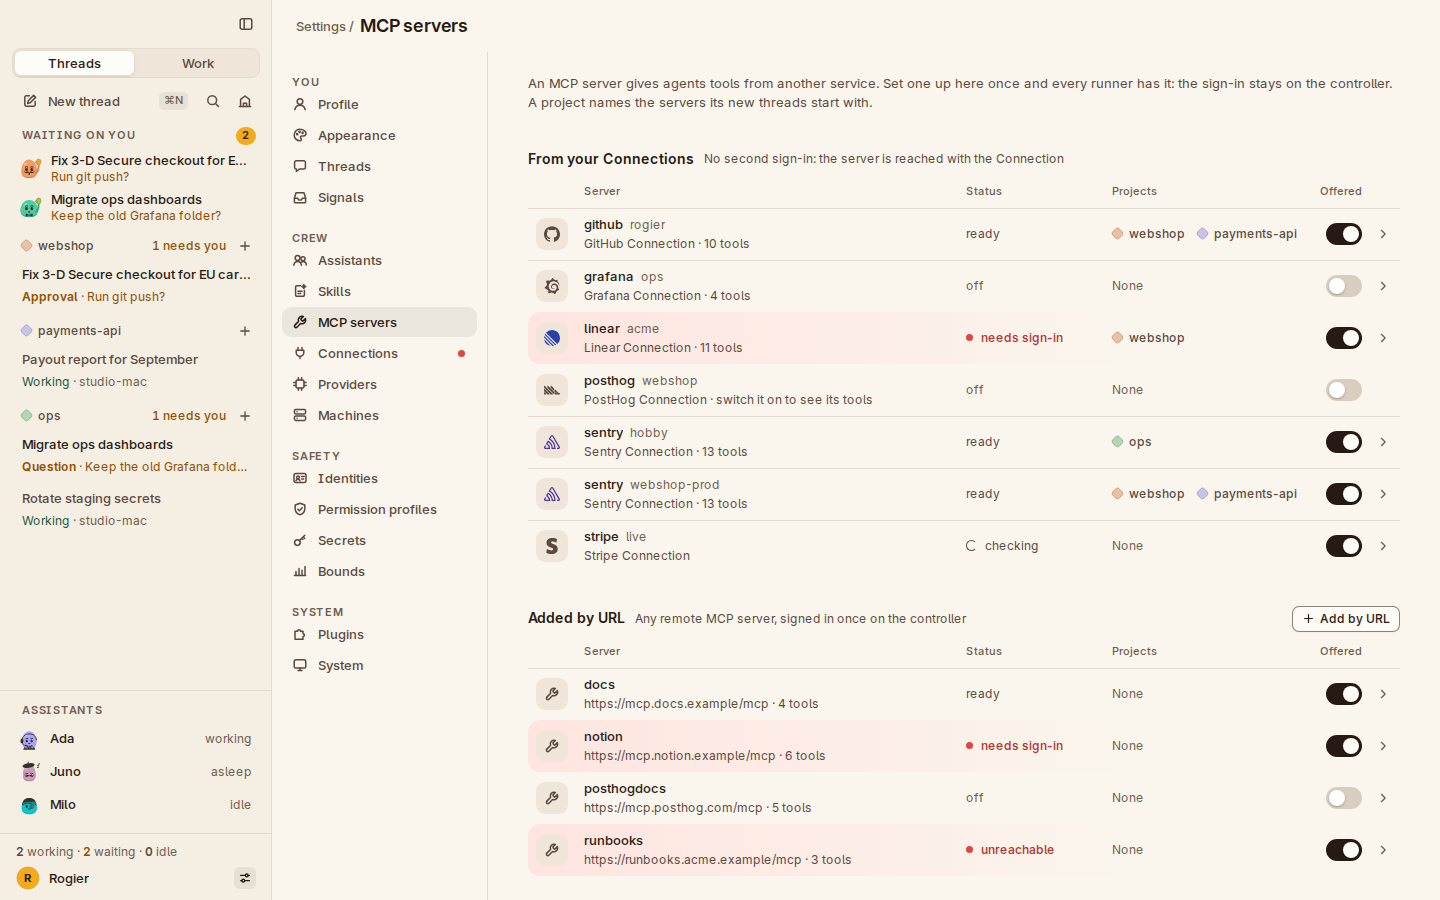 Threads
Work
New thread
⌘N
WAITING ON YOU
2
Fix 3-D Secure checkout for E...
Run git push?
Migrate ops dashboards
Keep the old Grafana folder?
webshop
1 needs you
Fix 3-D Secure checkout for EU car...
Approval · Run git push?
payments-api
Payout report for September
Working · studio-mac
ops
1 needs you
Migrate ops dashboards
Question · Keep the old Grafana fold...
Rotate staging secrets
Working · studio-mac
ASSISTANTS
Ada
working
Juno
asleep
Milo
idle
2 working · 2 waiting · 0 idle
R
Rogier
Settings / MCP servers
YOU
Profile
Appearance
Threads
Signals
CREW
Assistants
Skills
MCP servers
Connections
Providers
Machines
SAFETY
Identities
Permission profiles
Secrets
Bounds
SYSTEM
Plugins
System
An MCP server gives agents tools from another service. Set one up here once and every runner has it: the sign-in stays on the controller.
A project names the servers its new threads start with.
From your Connections No second sign-in: the server is reached with the Connection
Server Status Projects Offered
github rogier
GitHub Connection · 10 tools
ready
webshop payments-api
grafana ops
Grafana Connection · 4 tools
off
None
linear acme
Linear Connection · 11 tools
needs sign-in
webshop
posthog webshop
PostHog Connection · switch it on to see its tools
off
None
sentry hobby
Sentry Connection · 13 tools
ready
ops
sentry webshop-prod
Sentry Connection · 13 tools
ready
webshop payments-api
stripe live
Stripe Connection
checking
None
Added by URL Any remote MCP server, signed in once on the controller
Add by URL
Server Status Projects Offered
docs
https://mcp.docs.example/mcp · 4 tools
ready
None
notion
https://mcp.notion.example/mcp · 6 tools
needs sign-in
None
posthogdocs
https://mcp.posthog.com/mcp · 5 tools
off
None
runbooks
https://runbooks.acme.example/mcp · 3 tools
unreachable
None